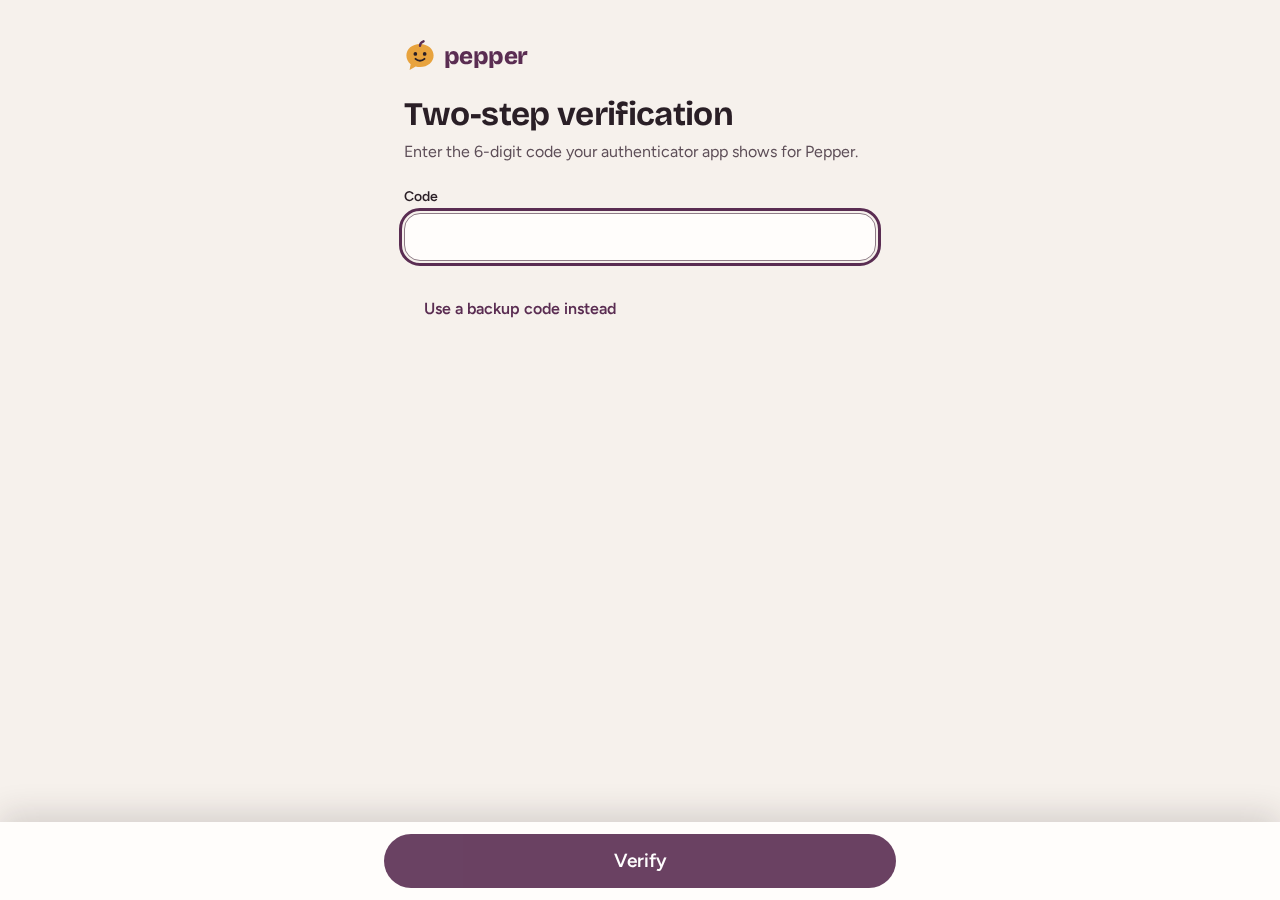 pepper
Two-step verification
Enter the 6-digit code your authenticator app shows for Pepper.
Code
Use a backup code instead
Verify